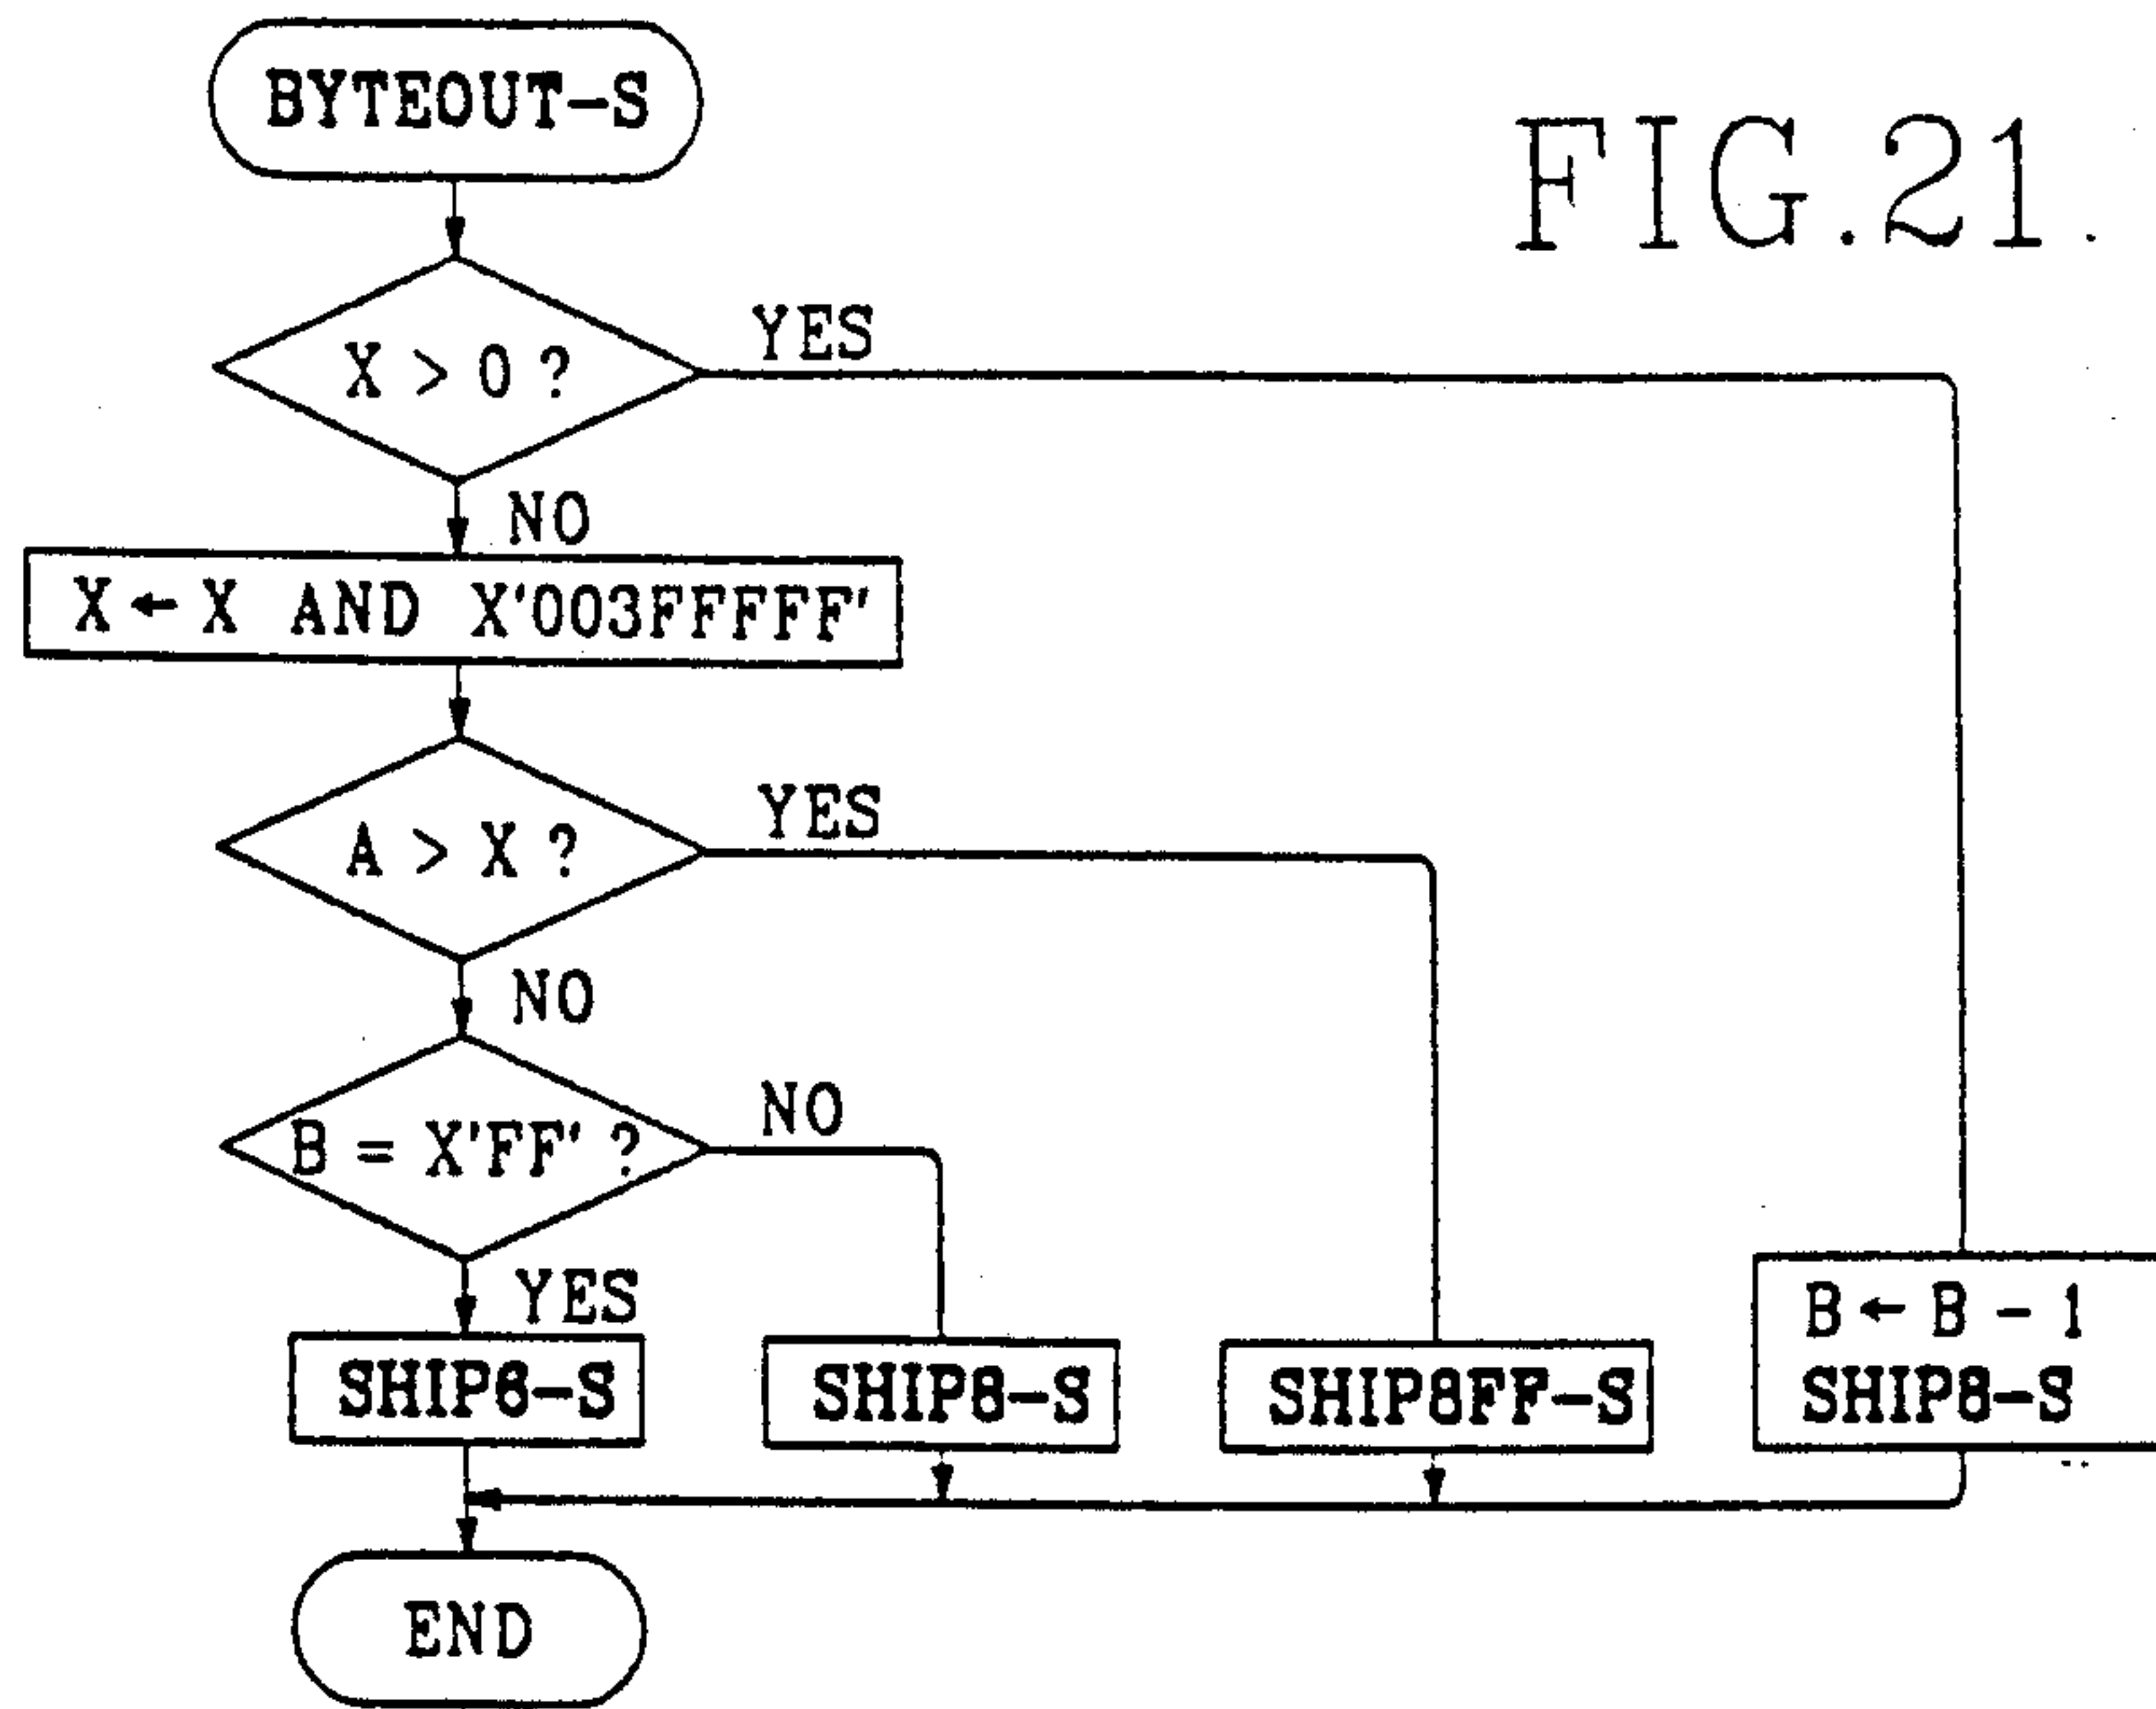 BYTEOUT-S
FIG.21.
X > 0 ?
YES
NO
X ← X AND X'003FFFFF'
A > X ?
YES
NO
B = X'FF' ?
NO
YES
SHIP6-S
SHIP8-S
SHIP8FF-S
B ← B - 1
SHIP8-S
END